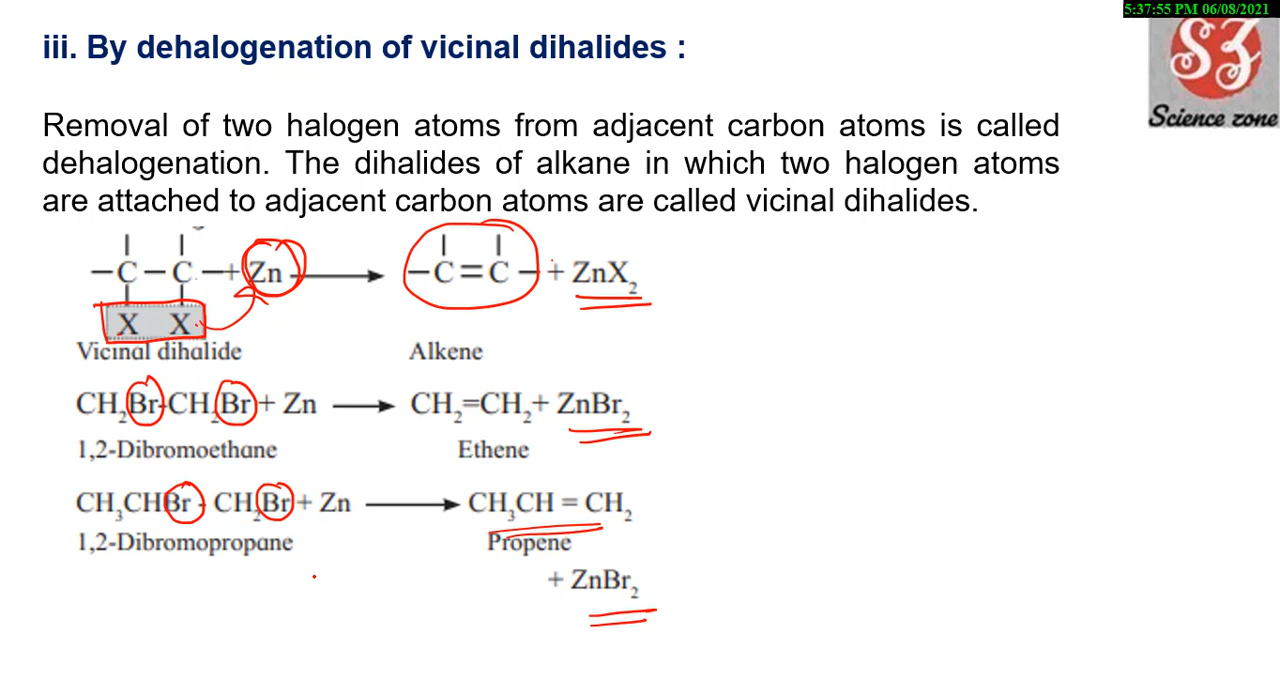 5:37:55 PM 06/08/2021
iii. By dehalogenation of vicinal dihalides :
SZ
Science zone
Removal of two halogen atoms from adjacent carbon atoms is called
dehalogenation. The dihalides of alkane in which two halogen atoms
are attached to adjacent carbon atoms are called vicinal dihalides.
–C–C–+Zn ⟶ –C=C–+ ZnX₂
X X
Vicinal dihalide Alkene
CH₂Br-CH₂Br+ Zn ⟶ CH₂=CH₂+ ZnBr₂
1,2-Dibromoethane Ethene
CH₃CHBr - CH₂Br+ Zn ⟶ CH₃CH = CH₂
1,2-Dibromopropane Propene
+ ZnBr₂